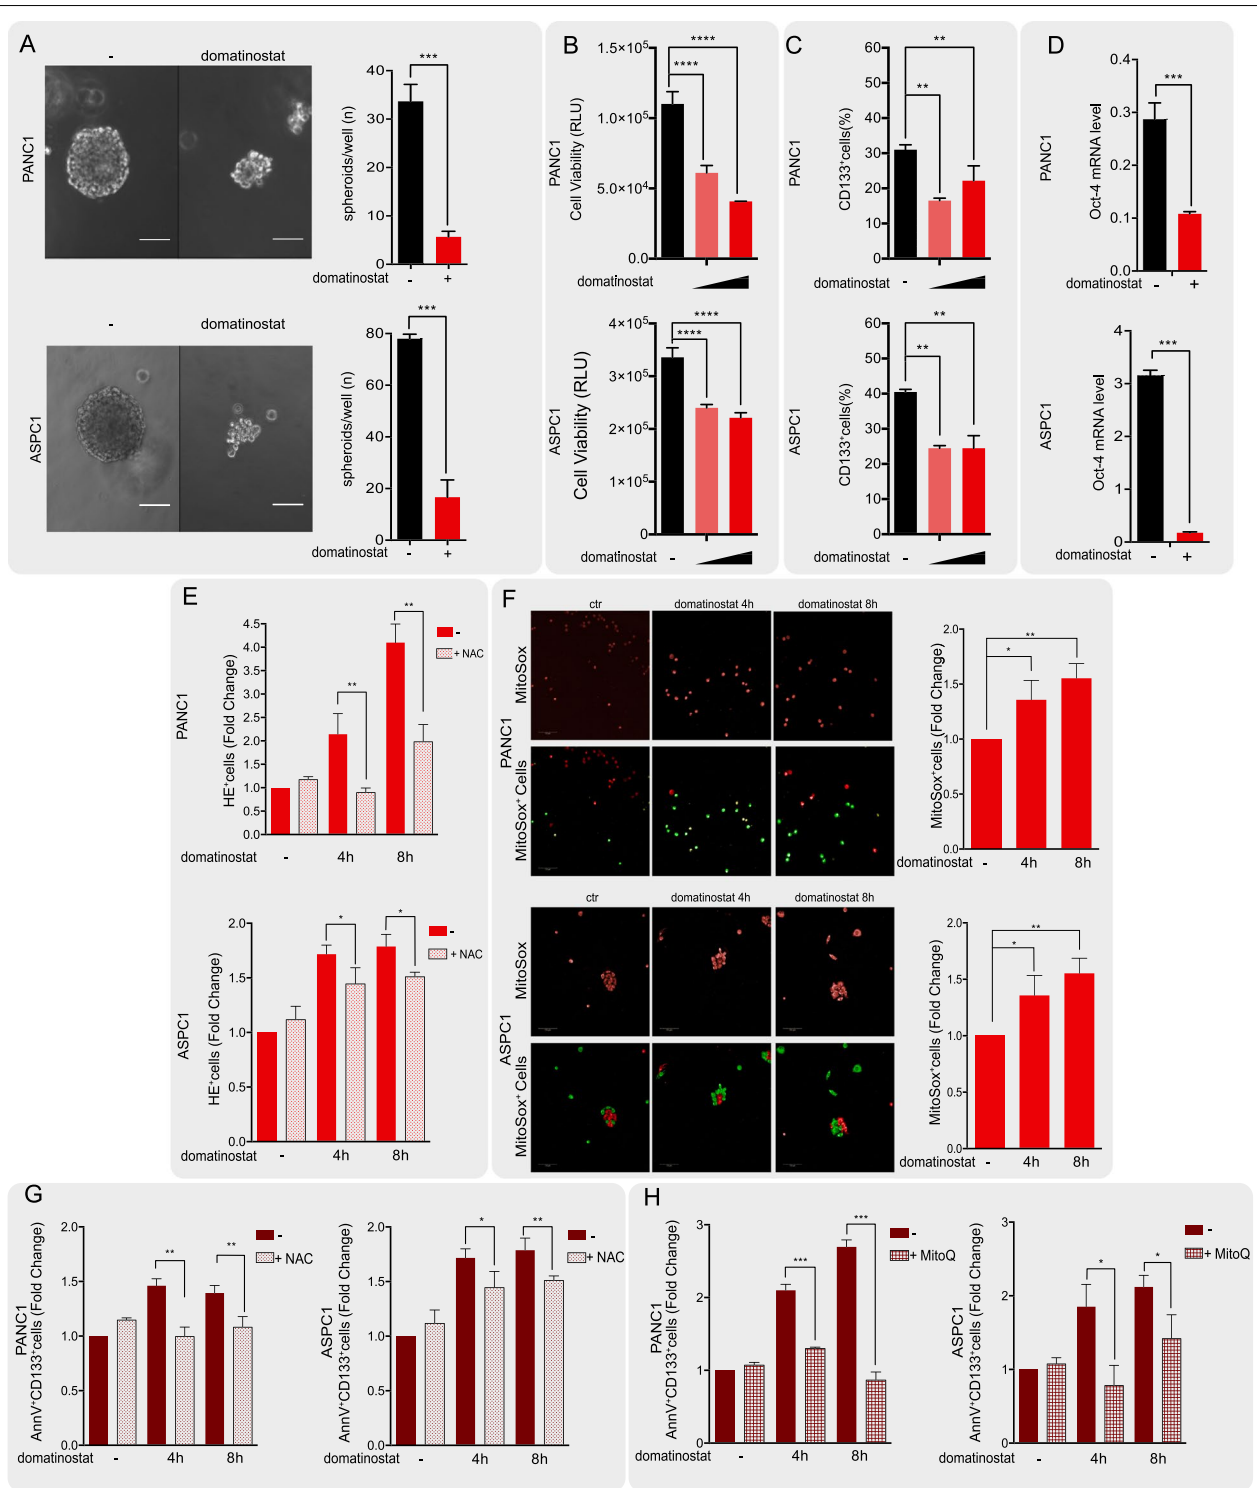 A
-
domatinostat
PANC1
spheroids/well (n)
40
30
20
10
0
***
domatinostat - +
-
domatinostat
ASPC1
spheroids/well (n)
80
60
40
20
0
***
domatinostat - +
B
PANC1
Cell Viability (RLU)
1.5×10⁵
1.0×10⁵
5.0×10⁴
0.0
****
****
domatinostat
ASPC1
Cell Viability (RLU)
4×10⁵
3×10⁵
2×10⁵
1×10⁵
0
****
****
domatinostat -
C
PANC1
CD133⁺cells(%)
60
50
40
30
20
10
0
**
**
domatinostat -
ASPC1
CD133⁺cells(%)
60
50
40
30
20
10
0
**
**
domatinostat -
D
PANC1
Oct-4 mRNA level
0.4
0.3
0.2
0.1
0.0
***
domatinostat - +
ASPC1
Oct-4 mRNA level
4
3
2
1
0
***
domatinostat - +
E
PANC1
HE⁺cells (Fold Change)
4.5
4.0
3.5
3.0
2.5
2.0
1.5
1.0
0.5
0.0
**
**
-
+ NAC
domatinostat - 4h 8h
ASPC1
HE⁺cells (Fold Change)
2.0
1.5
1.0
0.5
0.0
*
*
-
+ NAC
domatinostat - 4h 8h
F
ctr domatinostat 4h domatinostat 8h
PANC1
MitoSox
MitoSox⁺ Cells
MitoSox⁺cells (Fold Change)
2.0
1.5
1.0
0.5
0.0
**
*
domatinostat - 4h 8h
ctr domatinostat 4h domatinostat 8h
ASPC1
MitoSox
MitoSox⁺ Cells
MitoSox⁺cells (Fold Change)
2.0
1.5
1.0
0.5
0.0
**
*
domatinostat - 4h 8h
G
PANC1
AnnV⁺CD133⁺cells (Fold Change)
2.0
1.5
1.0
0.5
0.0
**
**
-
+ NAC
domatinostat - 4h 8h
ASPC1
AnnV⁺CD133⁺cells (Fold Change)
2.0
1.5
1.0
0.5
0.0
*
**
-
+ NAC
domatinostat - 4h 8h
H
PANC1
AnnV⁺CD133⁺cells (Fold Change)
3
2
1
0
***
***
-
+ MitoQ
domatinostat - 4h 8h
ASPC1
AnnV⁺CD133⁺cells (Fold Change)
3
2
1
0
*
*
-
+ MitoQ
domatinostat - 4h 8h